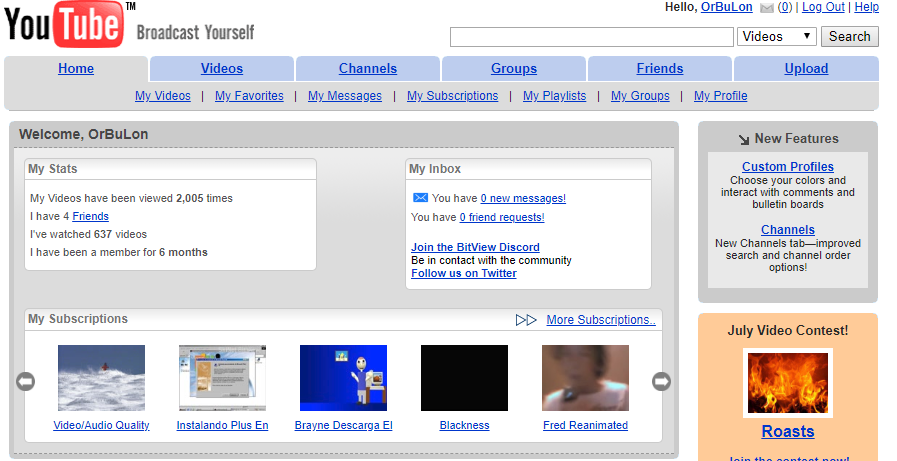 YouTube™
Broadcast Yourself
Hello, OrBuLon (0) | Log Out | Help
Videos Search
Home Videos Channels Groups Friends Upload
My Videos | My Favorites | My Messages | My Subscriptions | My Playlists | My Groups | My Profile
Welcome, OrBuLon
My Stats
My Videos have been viewed 2,005 times
I have 4 Friends
I've watched 637 videos
I have been a member for 6 months
My Inbox
You have 0 new messages!
You have 0 friend requests!
Join the BitView Discord
Be in contact with the community
Follow us on Twitter
My Subscriptions
More Subscriptions..
Video/Audio Quality
Instalando Plus En
Brayne Descarga El
Blackness
Fred Reanimated
New Features
Custom Profiles
Choose your colors and
interact with comments and
bulletin boards
Channels
New Channels tab—improved
search and channel order
options!
July Video Contest!
Roasts
Join the contest now!